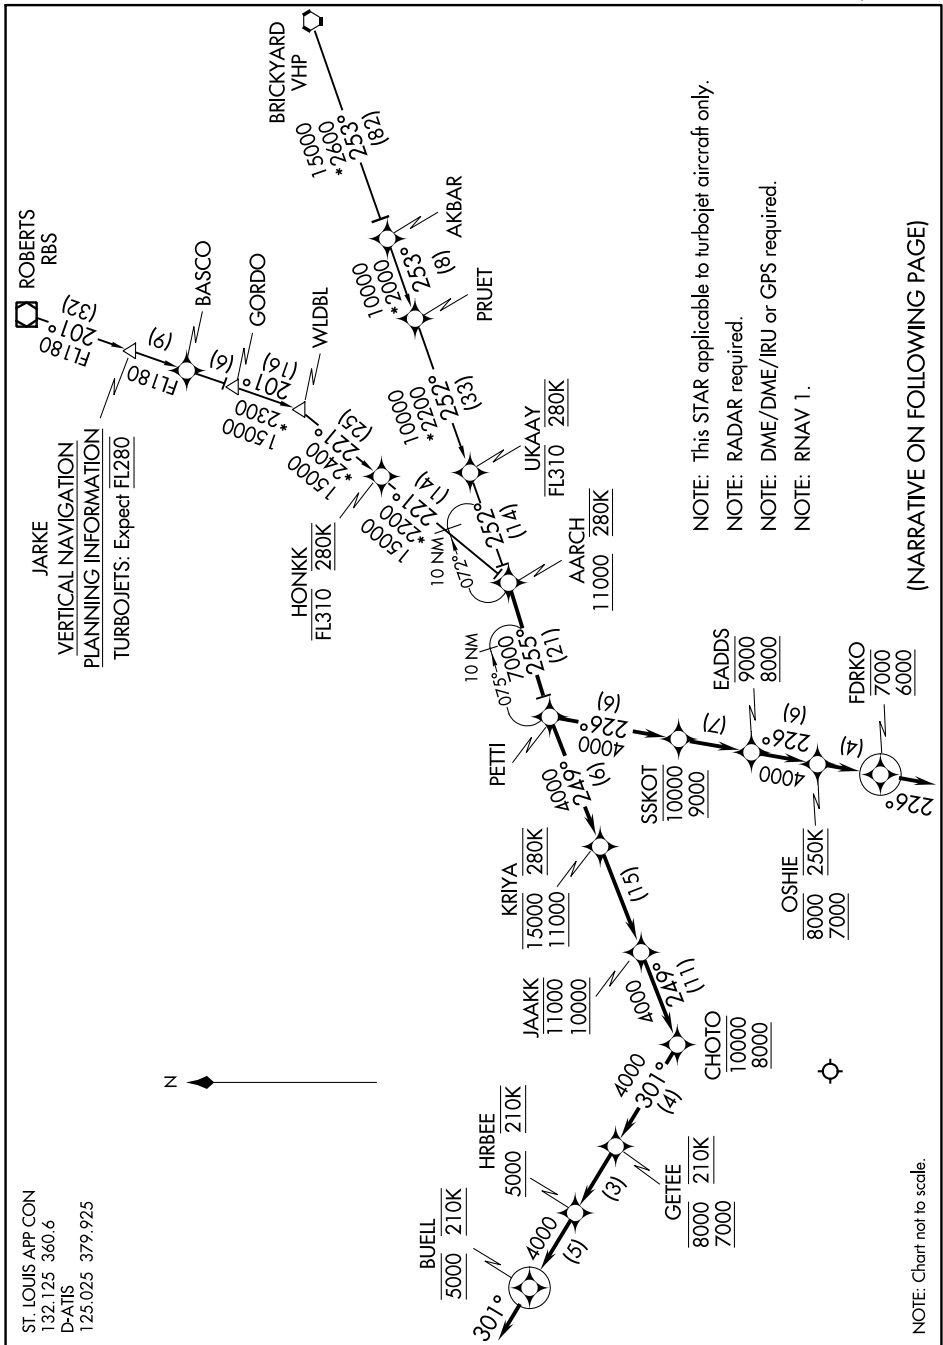 ST. LOUIS APP CON
132.125 360.6
D-ATIS
125.025 379.925
N
JARKE
VERTICAL NAVIGATION
PLANNING INFORMATION
TURBOJETS: Expect FL280
ROBERTS
RBS
FL180
201°
(32)
FL180
(9)
BASCO
(6)
GORDO
15000
*2300
201°
(16)
WLDBL
15000
*2400
221°
(25)
HONKK
FL310 280K
15000
*2200
221°
(14)
BRICKYARD
VHP
15000
*2600
253°
(82)
AKBAR
10000
*2000
253°
(8)
PRUET
10000
*2200
252°
(33)
UKAAY
FL310 280K
252°
(14)
10 NM
072°
AARCH
11000 280K
7000
255°
(21)
10 NM
075°
PETTI
4000
249°
(6)
KRIYA
15000 280K
11000
(15)
JAAKK
11000
10000
4000
249°
(11)
CHOTO
10000
8000
4000
301°
(4)
GETEE
8000 210K
7000
(3)
HRBEE
5000 210K
4000
(5)
BUELL
5000 210K
301°
4000
226°
(6)
SSKOT
10000
9000
(7)
EADDS
9000
8000
4000
226°
(6)
OSHIE
8000 250K
7000
(4)
FDRKO
7000
6000
226°
NOTE: This STAR applicable to turbojet aircraft only.
NOTE: RADAR required.
NOTE: DME/DME/IRU or GPS required.
NOTE: RNAV 1.
(NARRATIVE ON FOLLOWING PAGE)
NOTE: Chart not to scale.